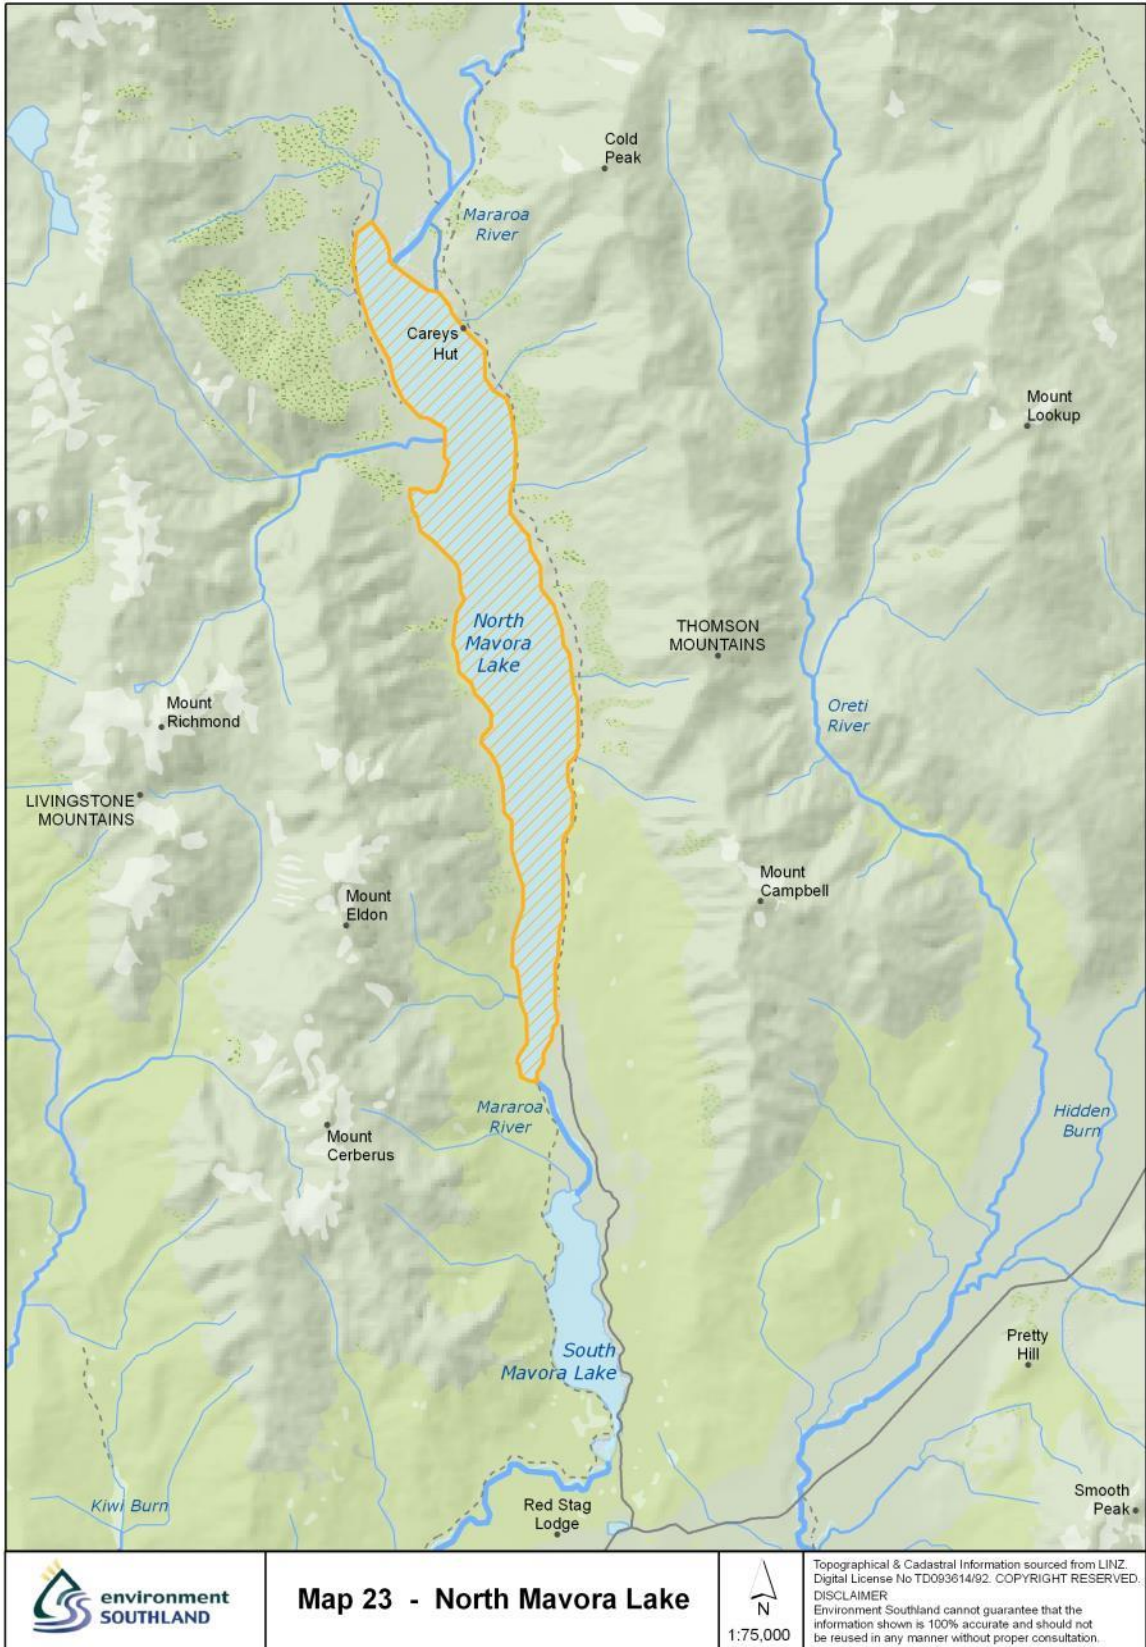 Cold
Peak
Mararoa
River
Careys
Hut
Mount
Lookup
North
Mavora
Lake
THOMSON
MOUNTAINS
Mount
Richmond
Oreti
River
LIVINGSTONE
MOUNTAINS
Mount
Campbell
Mount
Eldon
Mararoa
River
Hidden
Burn
Mount
Cerberus
Pretty
Hill
South
Mavora Lake
Kiwi Burn
Red Stag
Lodge
Smooth
Peak
environment
SOUTHLAND
Map 23 - North Mavora Lake
N
1:75,000
Topographical & Cadastral Information sourced from LINZ.
Digital License No TD093614/92. COPYRIGHT RESERVED.
DISCLAIMER
Environment Southland cannot guarantee that the
information shown is 100% accurate and should not
be reused in any manner without proper consultation.